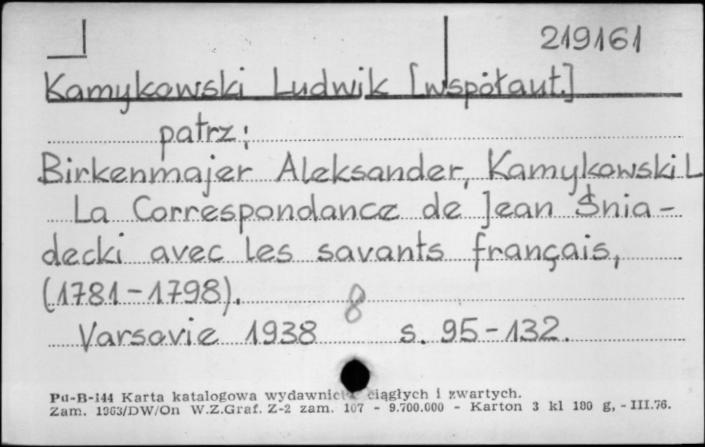 219161
Kamykowski Ludwik [współaut.]
patrz:
Birkenmajer Aleksander, Kamykowski L
La Correspondance de Jean Śnia-
decki avec les savants français,
(1781-1798).
8
Varsovie 1938 s. 95-132.
Pu-B-144 Karta katalogowa wydawnictw ciągłych i zwartych.
Zam. 1363/DW/On W.Z.Graf. Z-2 zam. 107 - 9.700.000 - Karton 3 kl 180 g, - III.76.